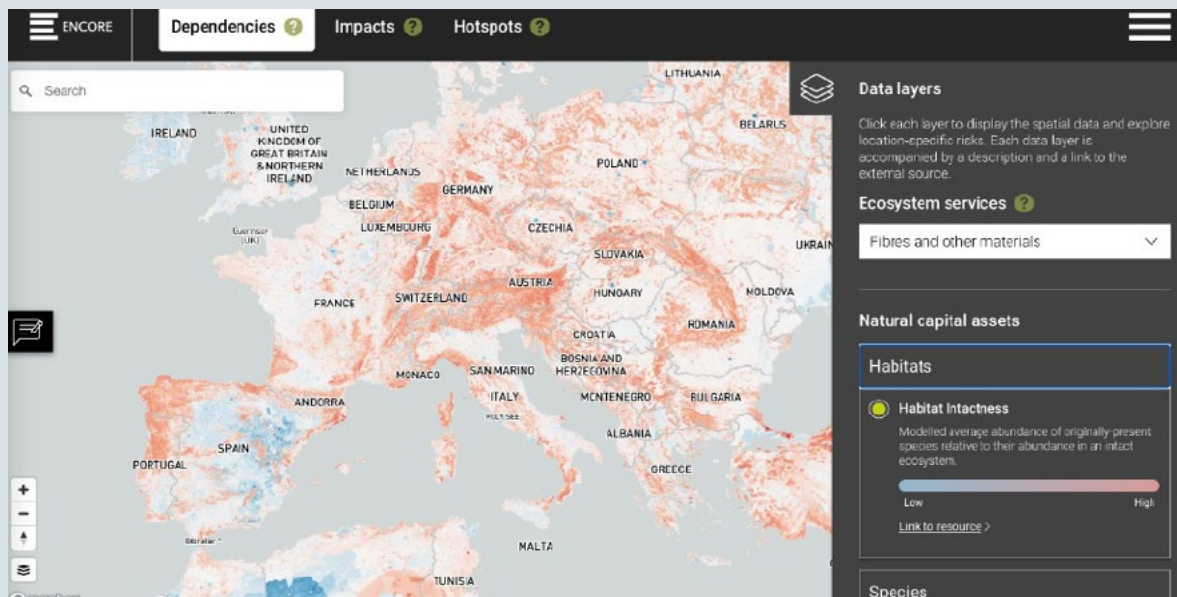 ENCORE
Dependencies ?
Impacts ?
Hotspots ?
Search
LITHUANIA
BELARUS
IRELAND
UNITED
KINGDOM OF
GREAT BRITAIN
& NORTHERN
IRELAND
NETHERLANDS
POLAND
GERMANY
BELGIUM
LUXEMBOURG
CZECHIA
Guernsey
(UK)
UKRAIN
SLOVAKIA
AUSTRIA
FRANCE
SWITZERLAND
HUNGARY
MOLDOVA
CROATIA
ROMANIA
BOSNIA AND
HERZEGOVINA
MONACO
SAN MARINO
ANDORRA
ITALY
MONTENEGRO
BULGARIA
HOLY SEE
ALBANIA
SPAIN
PORTUGAL
GREECE
Gibraltar
MALTA
TUNISIA
Data layers
Click each layer to display the spatial data and explore
location-specific risks. Each data layer is
accompanied by a description and a link to the
external source.
Ecosystem services ?
Fibres and other materials
Natural capital assets
Habitats
Habitat Intactness
Modelled average abundance of originally-present
species relative to their abundance in an intact
ecosystem.
Low
High
Link to resource >
Species